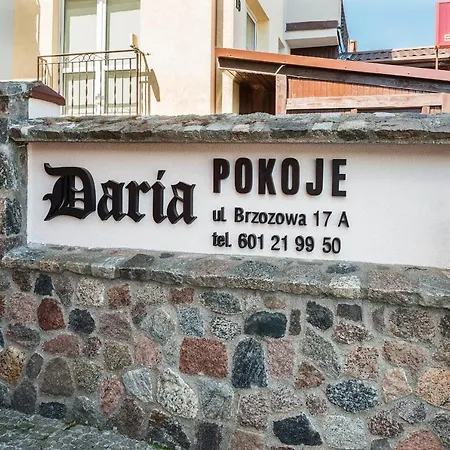 Daria POKOJE
ul. Brzozowa 17 A
tel. 601 21 99 50